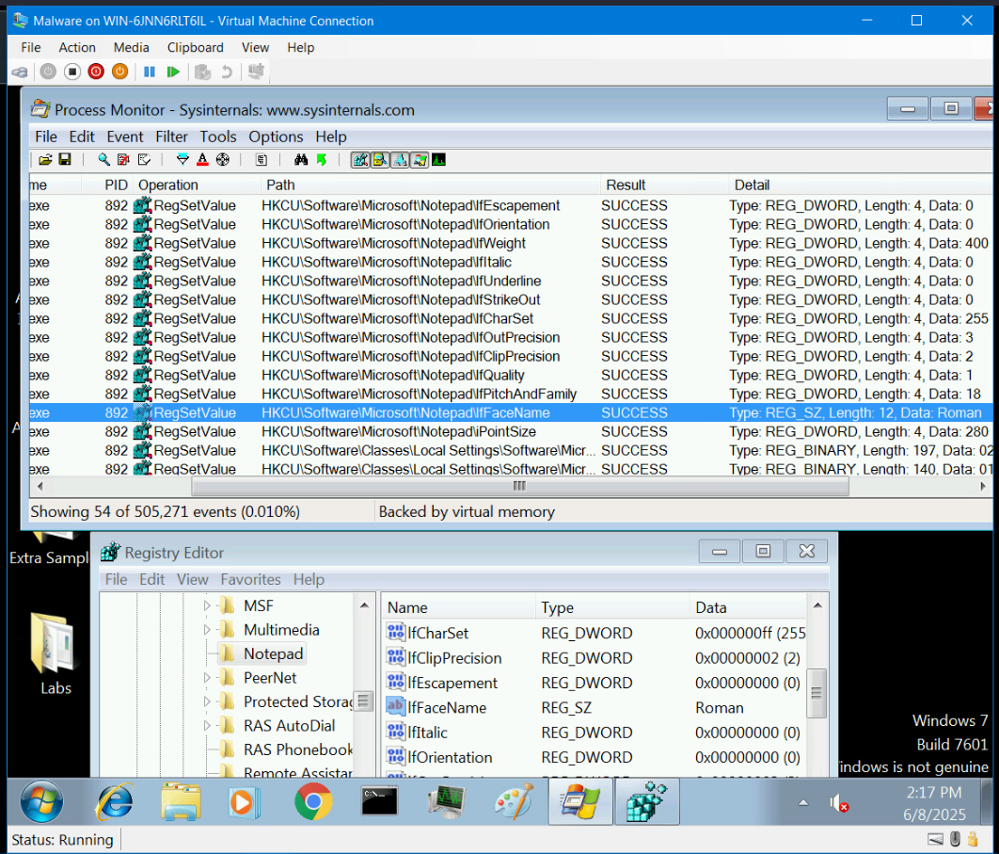 Malware on WIN-6JNN6RLT6IL - Virtual Machine Connection
File Action Media Clipboard View Help
Process Monitor - Sysinternals: www.sysinternals.com
File Edit Event Filter Tools Options Help
me PID Operation Path Result Detail
exe 892 RegSetValue HKCU\Software\Microsoft\Notepad\lfEscapement SUCCESS Type: REG_DWORD, Length: 4, Data: 0
exe 892 RegSetValue HKCU\Software\Microsoft\Notepad\lfOrientation SUCCESS Type: REG_DWORD, Length: 4, Data: 0
exe 892 RegSetValue HKCU\Software\Microsoft\Notepad\lfWeight SUCCESS Type: REG_DWORD, Length: 4, Data: 400
exe 892 RegSetValue HKCU\Software\Microsoft\Notepad\lfItalic SUCCESS Type: REG_DWORD, Length: 4, Data: 0
exe 892 RegSetValue HKCU\Software\Microsoft\Notepad\lfUnderline SUCCESS Type: REG_DWORD, Length: 4, Data: 0
exe 892 RegSetValue HKCU\Software\Microsoft\Notepad\lfStrikeOut SUCCESS Type: REG_DWORD, Length: 4, Data: 0
exe 892 RegSetValue HKCU\Software\Microsoft\Notepad\lfCharSet SUCCESS Type: REG_DWORD, Length: 4, Data: 255
exe 892 RegSetValue HKCU\Software\Microsoft\Notepad\lfOutPrecision SUCCESS Type: REG_DWORD, Length: 4, Data: 3
exe 892 RegSetValue HKCU\Software\Microsoft\Notepad\lfClipPrecision SUCCESS Type: REG_DWORD, Length: 4, Data: 2
exe 892 RegSetValue HKCU\Software\Microsoft\Notepad\lfQuality SUCCESS Type: REG_DWORD, Length: 4, Data: 1
exe 892 RegSetValue HKCU\Software\Microsoft\Notepad\lfPitchAndFamily SUCCESS Type: REG_DWORD, Length: 4, Data: 18
exe 892 RegSetValue HKCU\Software\Microsoft\Notepad\lfFaceName SUCCESS Type: REG_SZ, Length: 12, Data: Roman
exe 892 RegSetValue HKCU\Software\Microsoft\Notepad\iPointSize SUCCESS Type: REG_DWORD, Length: 4, Data: 280
exe 892 RegSetValue HKCU\Software\Classes\Local Settings\Software\Micr... SUCCESS Type: REG_BINARY, Length: 197, Data: 02
exe 892 RegSetValue HKCU\Software\Classes\Local Settings\Software\Micr... SUCCESS Type: REG_BINARY, Length: 140, Data: 01
Showing 54 of 505,271 events (0.010%) Backed by virtual memory
Extra Sampl
Labs
Registry Editor
File Edit View Favorites Help
MSF
Multimedia
Notepad
PeerNet
Protected Storag
RAS AutoDial
RAS Phonebook
Remote Assistar
Name Type Data
lfCharSet REG_DWORD 0x000000ff (255
lfClipPrecision REG_DWORD 0x00000002 (2)
lfEscapement REG_DWORD 0x00000000 (0)
lfFaceName REG_SZ Roman
lfItalic REG_DWORD 0x00000000 (0)
lfOrientation REG_DWORD 0x00000000 (0)
Windows 7
Build 7601
indows is not genuine
2:17 PM
6/8/2025
Status: Running